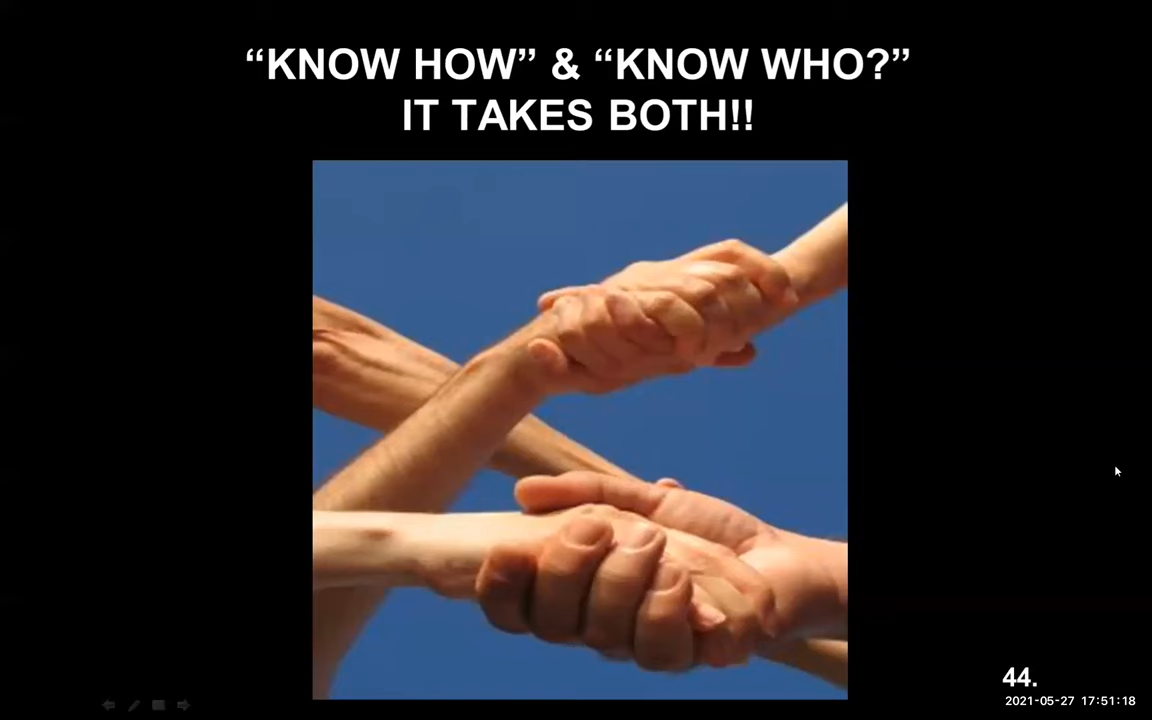 “KNOW HOW” & “KNOW WHO?”
IT TAKES BOTH!!
44.
2021-05-27 17:51:18